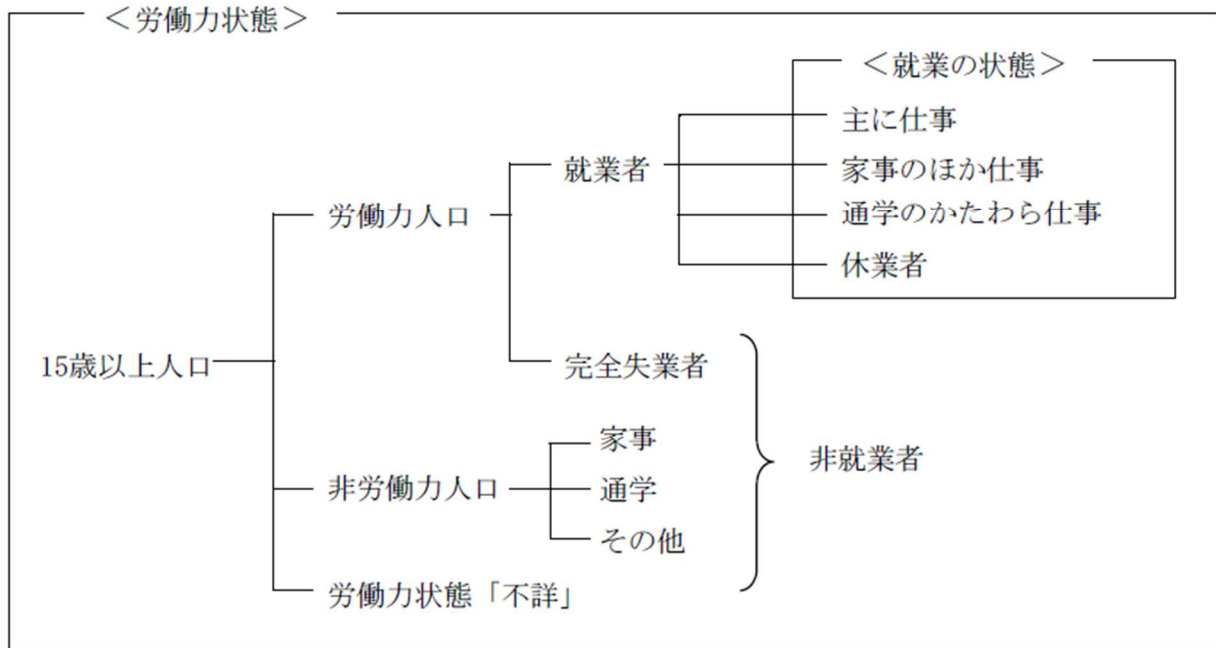 ＜労働力状態＞
＜就業の状態＞
主に仕事
就業者
家事のほか仕事
労働力人口
通学のかたわら仕事
休業者
15歳以上人口
完全失業者
家事
非就業者
非労働力人口
通学
その他
労働力状態「不詳」